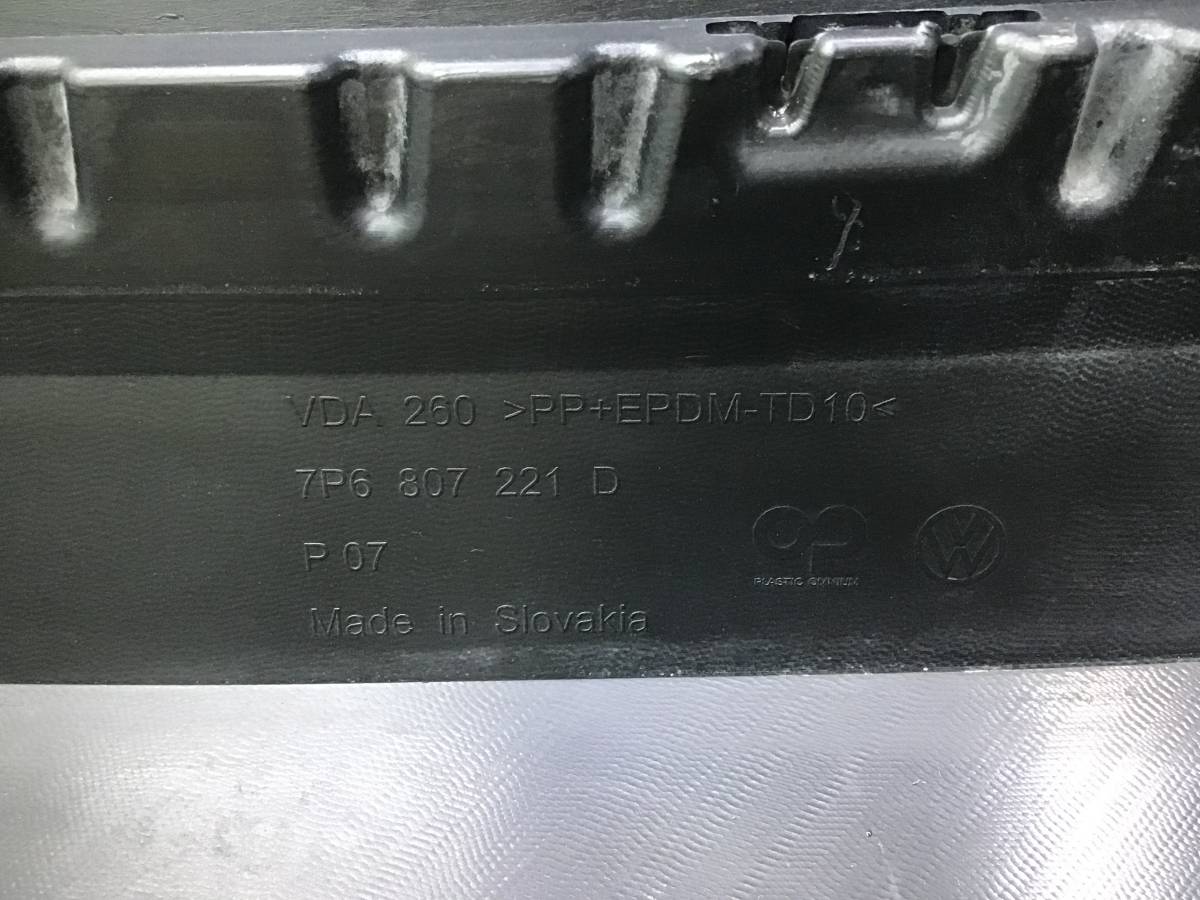 VDA 260 >PP+EPDM-TD10<
7P6 807 221 D
P 07
PLASTIC OMNIUM
Made in Slovakia